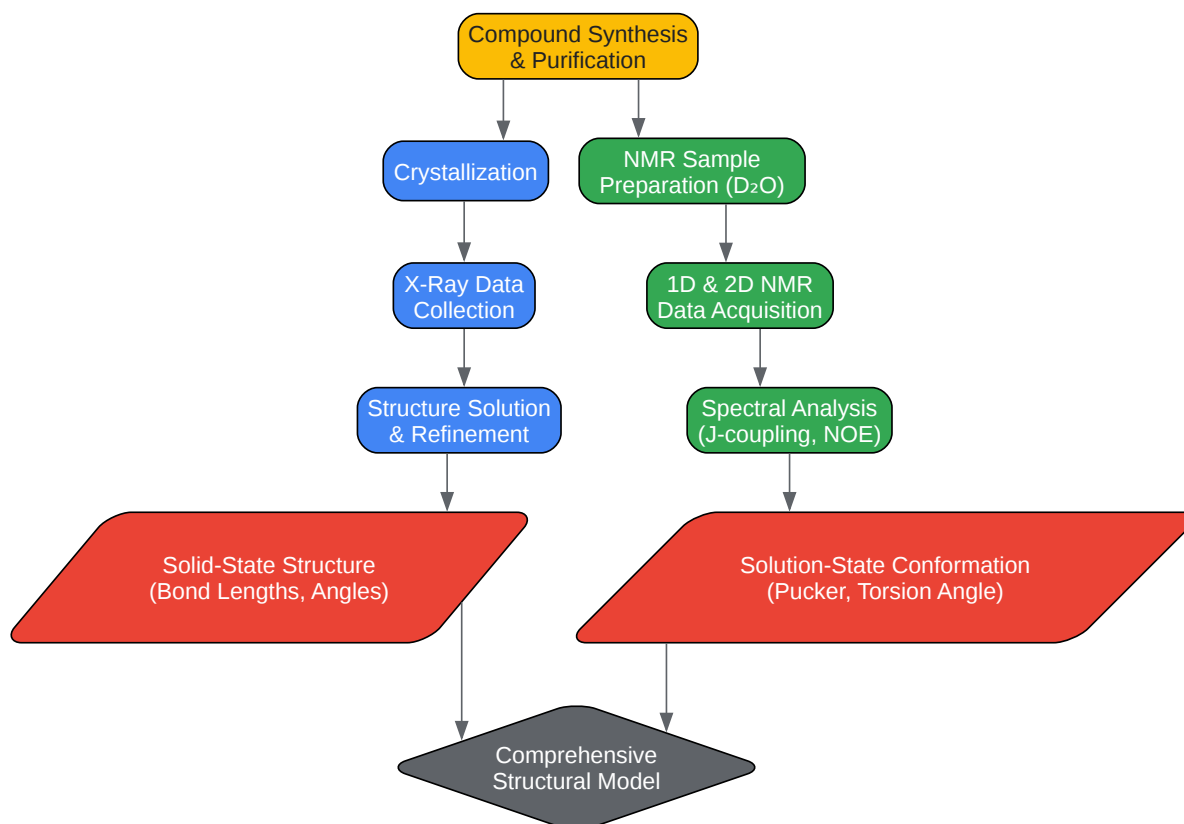 Compound Synthesis
& Purification
Crystallization
NMR Sample
Preparation (D₂O)
X-Ray Data
Collection
1D & 2D NMR
Data Acquisition
Structure Solution
& Refinement
Spectral Analysis
(J-coupling, NOE)
Solid-State Structure
(Bond Lengths, Angles)
Solution-State Conformation
(Pucker, Torsion Angle)
Comprehensive
Structural Model